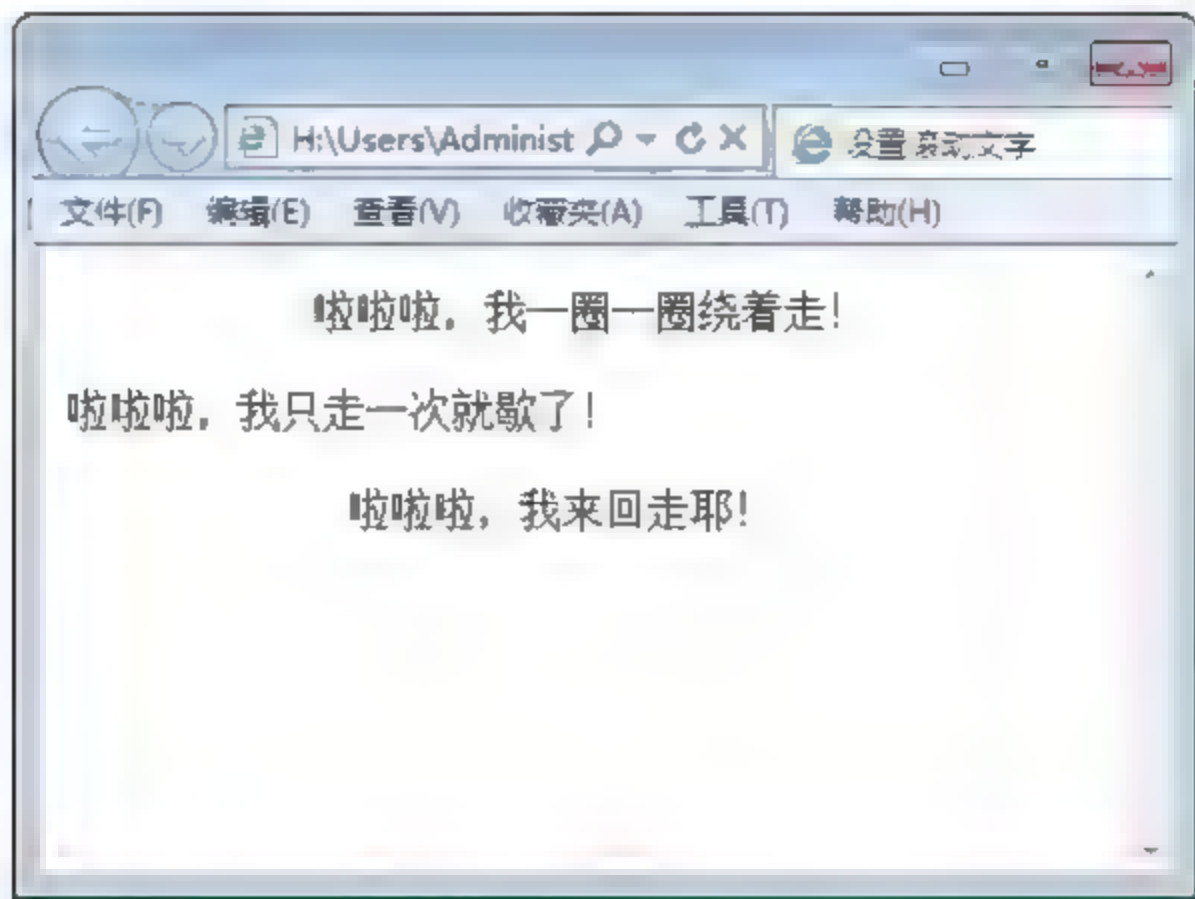 H:\Users\Administ 设置滚动文字
文件(F) 编辑(E) 查看(V) 收藏夹(A) 工具(T) 帮助(H)
啦啦啦，我一圈一圈绕着走!
啦啦啦，我只走一次就歇了!
啦啦啦，我来回走耶!